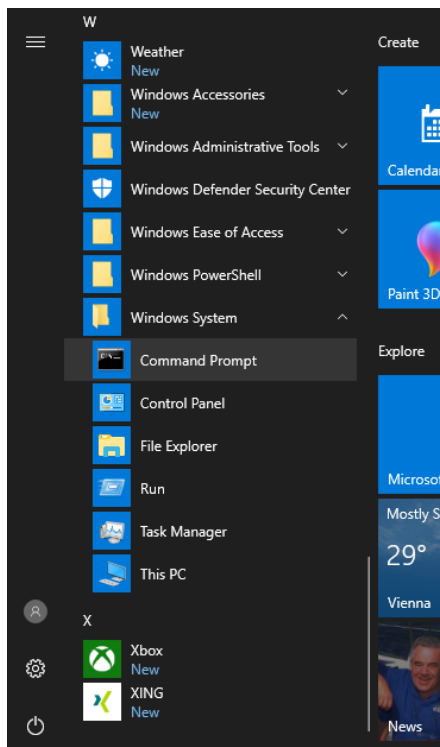 W
Weather
New
Windows Accessories
New
Windows Administrative Tools
Windows Defender Security Center
Windows Ease of Access
Windows PowerShell
Windows System
Command Prompt
Control Panel
File Explorer
Run
Task Manager
This PC
X
Xbox
New
XING
New
Create
Calendar
Paint 3D
Explore
Microsof
Mostly S
29°
Vienna
News